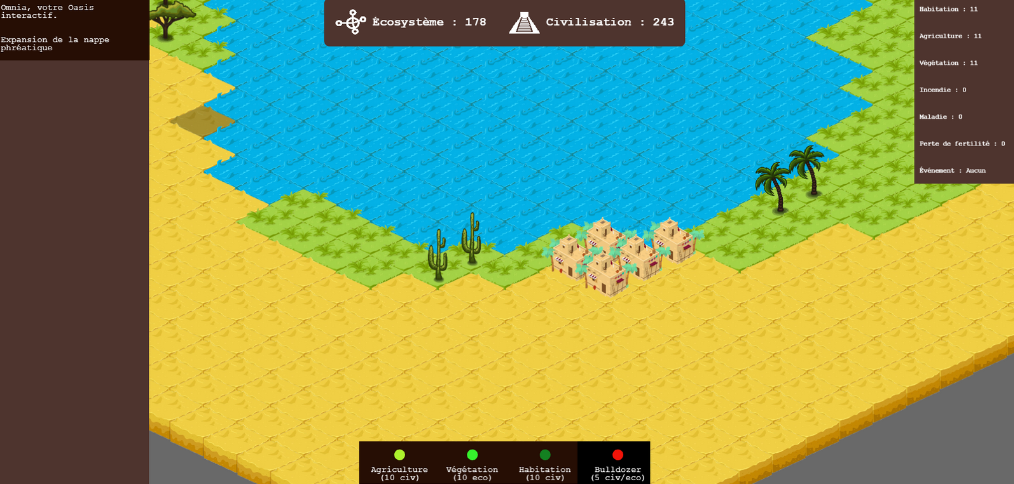 Omnia, votre Oasis
interactif.
Expansion de la nappe
phréatique
Écosystème : 178
Civilisation : 243
Habitation : 11
Agriculture : 11
Végétation : 11
Incendie : 0
Maladie : 0
Perte de fertilité : 0
Évènement : Aucun
Agriculture
(10 civ)
Végétation
(10 eco)
Habitation
(10 civ)
Bulldozer
(5 civ/eco)